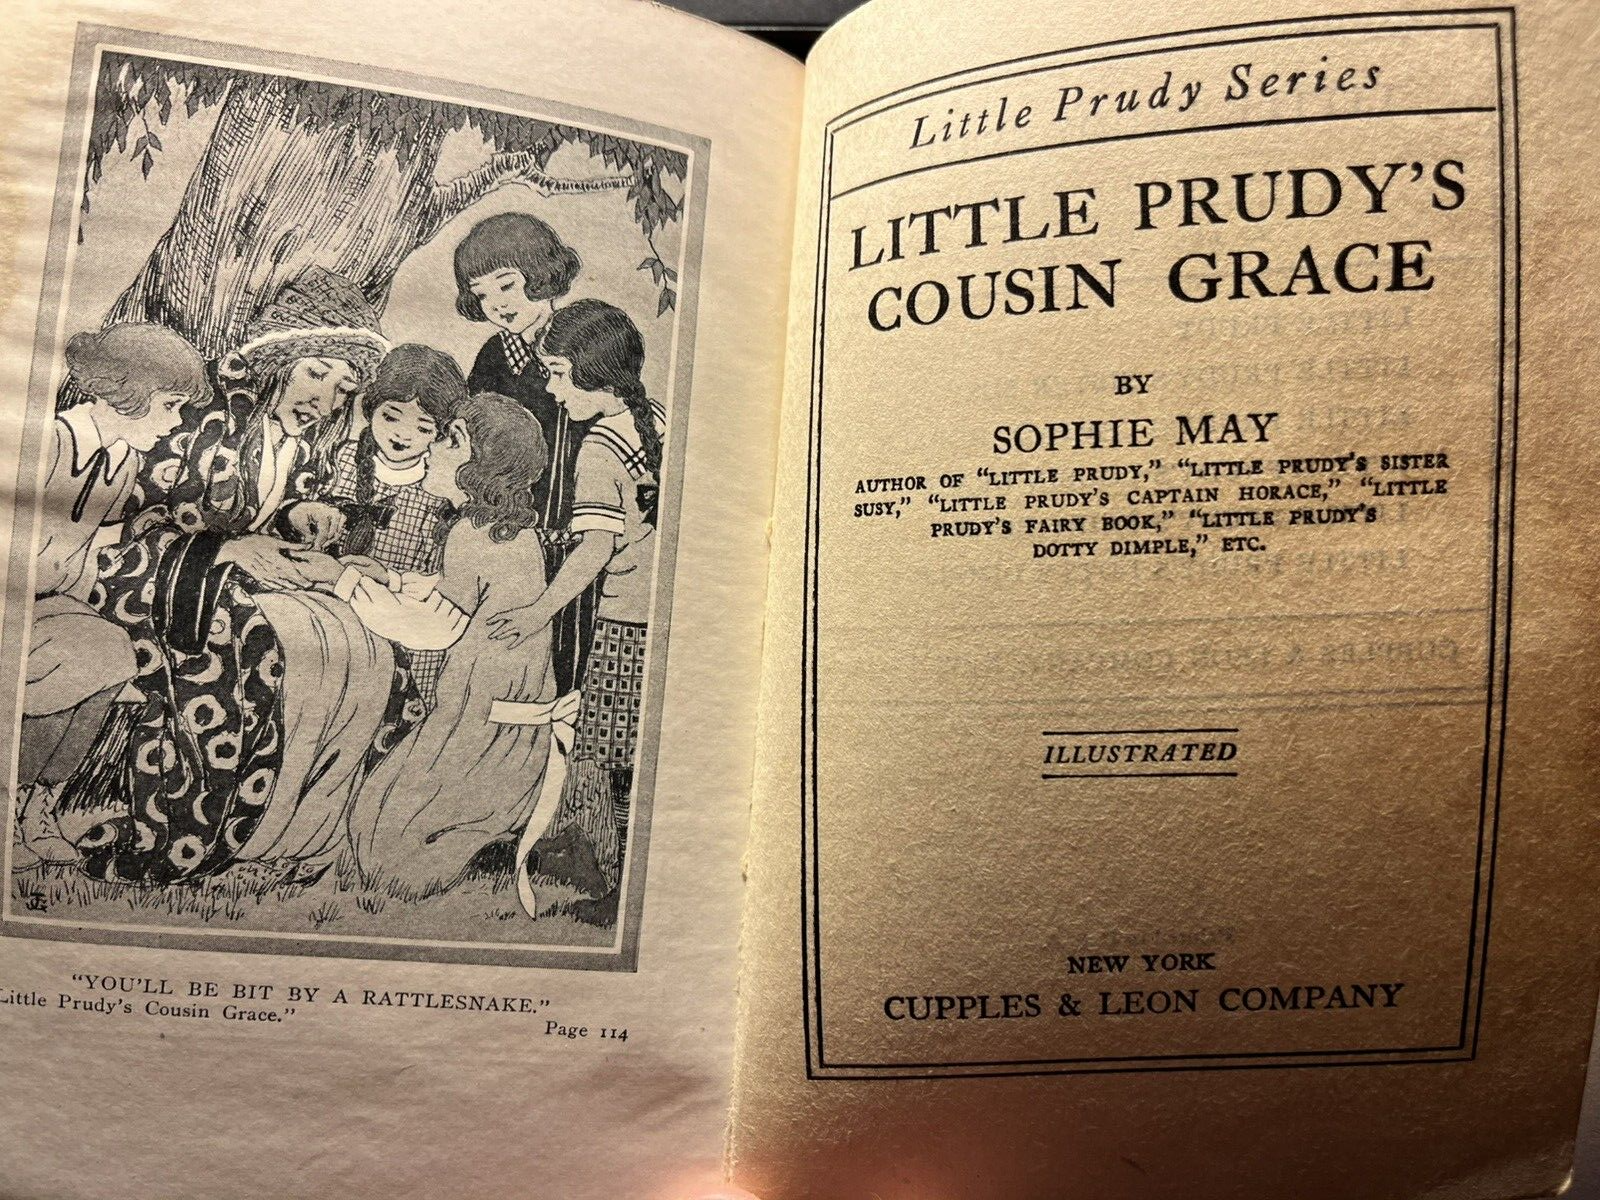 "YOU'LL BE BIT BY A RATTLESNAKE."
Little Prudy's Cousin Grace."
Page 114
Little Prudy Series
LITTLE PRUDY'S
COUSIN GRACE
BY
SOPHIE MAY
AUTHOR OF "LITTLE PRUDY," "LITTLE PRUDY'S SISTER
SUSY," "LITTLE PRUDY'S CAPTAIN HORACE," "LITTLE
PRUDY'S FAIRY BOOK," "LITTLE PRUDY'S
DOTTY DIMPLE," ETC.
ILLUSTRATED
NEW YORK
CUPPLES & LEON COMPANY